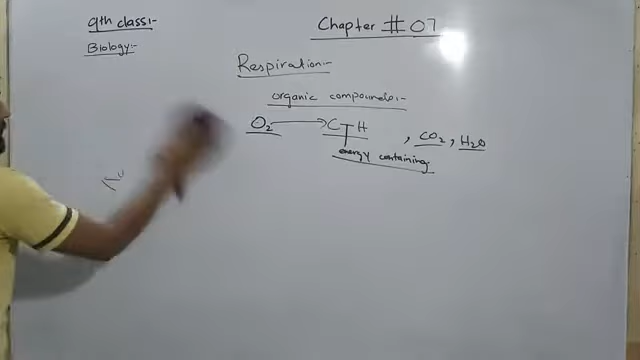 9th class:-
Biology:-
Chapter # 07
Respiration:-
organic compounds:-
O₂ → C H , CO₂ , H₂O
energy containing